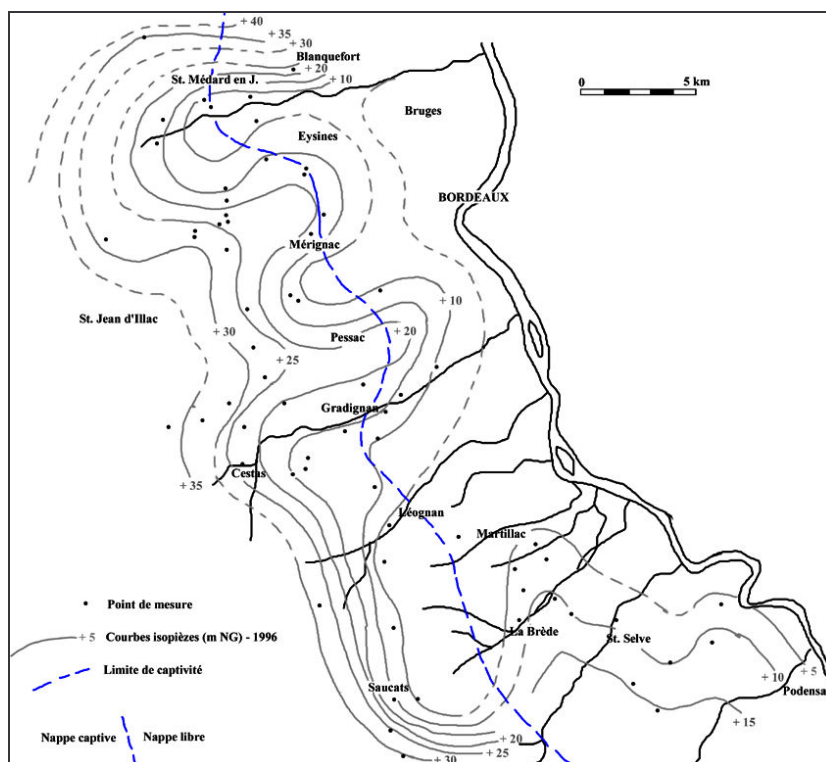 + 40
+ 35
+ 30
Blanquefort
+ 20
St. Médard en J.
+ 10
0 5 km
Bruges
Eysines
BORDEAUX
Mérignac
+ 10
St. Jean d'Illac
+ 30
+ 20
Pessac
+ 25
Gradignan
Cestas
+ 35
Léognan
Martillac
Point de mesure
La Brède
St. Selve
+ 5 Courbes isopièzes (m NG) - 1996
+ 5
Limite de captivité
+ 10
Saucats
Podensa
+ 15
Nappe captive
Nappe libre
+ 20
+ 25
+ 30